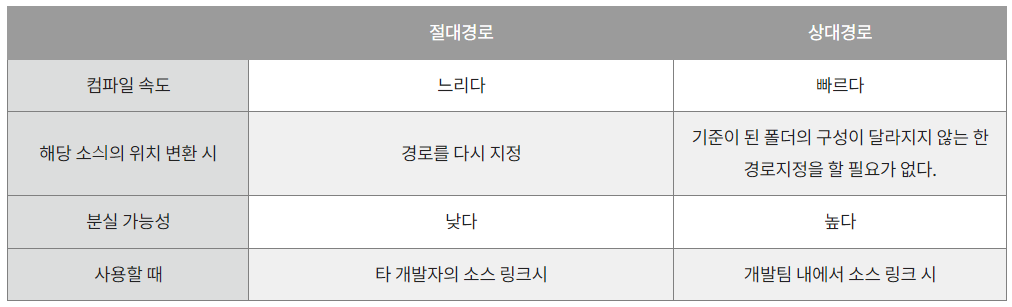 절대경로 상대경로
컴파일 속도 느리다 빠르다
해당 소싀의 위치 변환 시 경로를 다시 지정 기준이 된 폴더의 구성이 달라지지 않는 한
경로지정을 할 필요가 없다.
분실 가능성 낮다 높다
사용할 때 타 개발자의 소스 링크시 개발팀 내에서 소스 링크 시